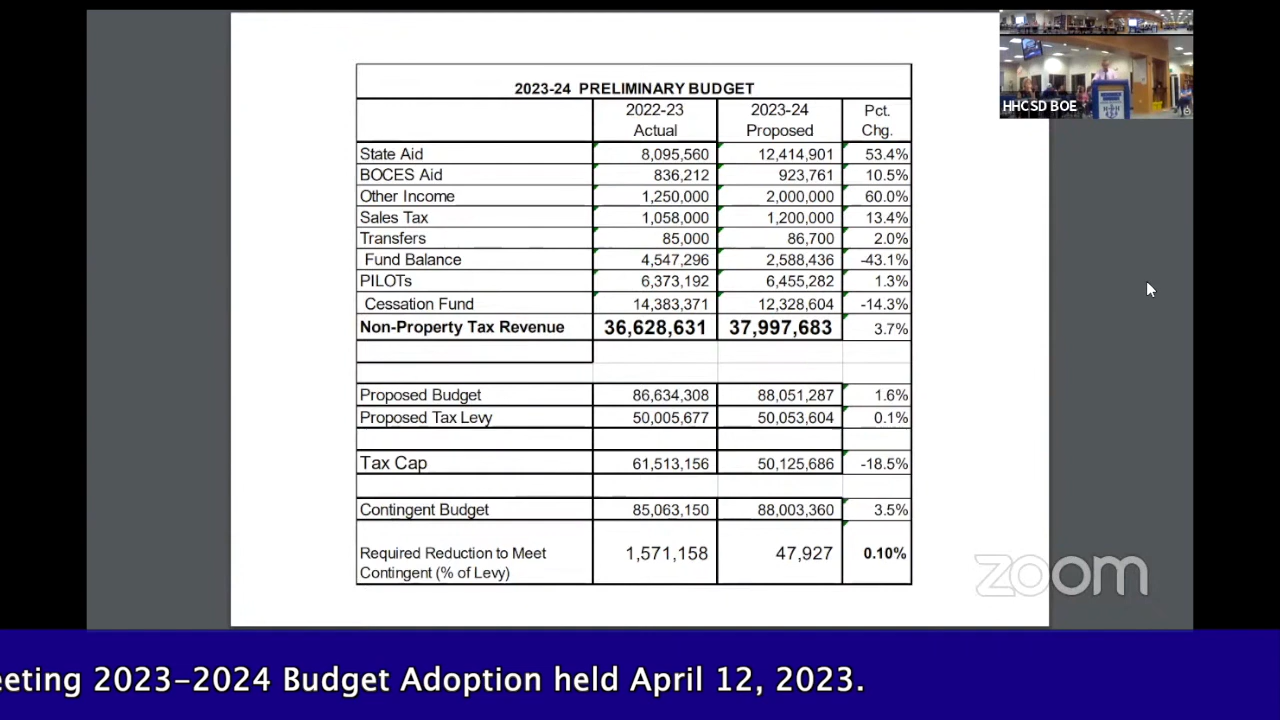 HHCSD BOE
2023-24 PRELIMINARY BUDGET
2022-23 Actual 2023-24 Proposed Pct. Chg.
State Aid 8,095,560 12,414,901 53.4%
BOCES Aid 836,212 923,761 10.5%
Other Income 1,250,000 2,000,000 60.0%
Sales Tax 1,058,000 1,200,000 13.4%
Transfers 85,000 86,700 2.0%
Fund Balance 4,547,296 2,588,436 -43.1%
PILOTs 6,373,192 6,455,282 1.3%
Cessation Fund 14,383,371 12,328,604 -14.3%
Non-Property Tax Revenue 36,628,631 37,997,683 3.7%
Proposed Budget 86,634,308 88,051,287 1.6%
Proposed Tax Levy 50,005,677 50,053,604 0.1%
Tax Cap 61,513,156 50,125,686 -18.5%
Contingent Budget 85,063,150 88,003,360 3.5%
Required Reduction to Meet 1,571,158 47,927 0.10%
Contingent (% of Levy)
zoom
eeting 2023-2024 Budget Adoption held April 12, 2023.